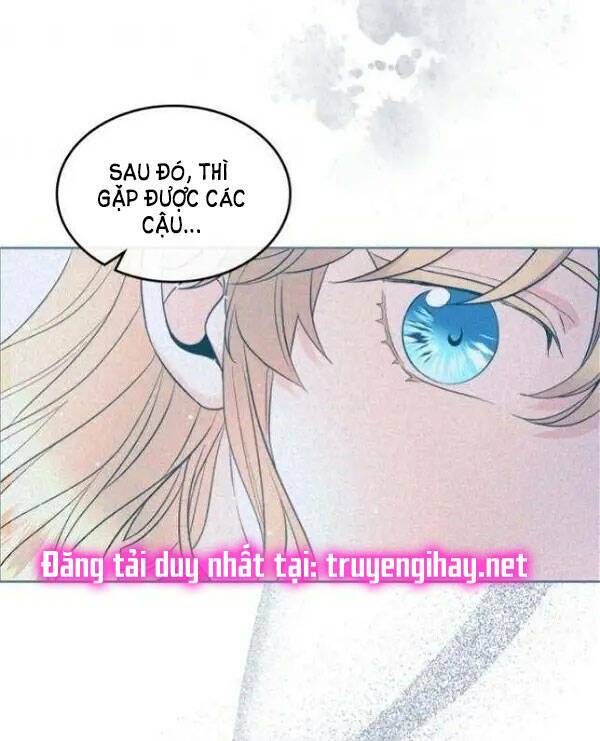 SAU ĐÓ, THÌ
GẶP ĐƯỢC CÁC
CẬU...
Đăng tải duy nhất tại: truyengihay.net